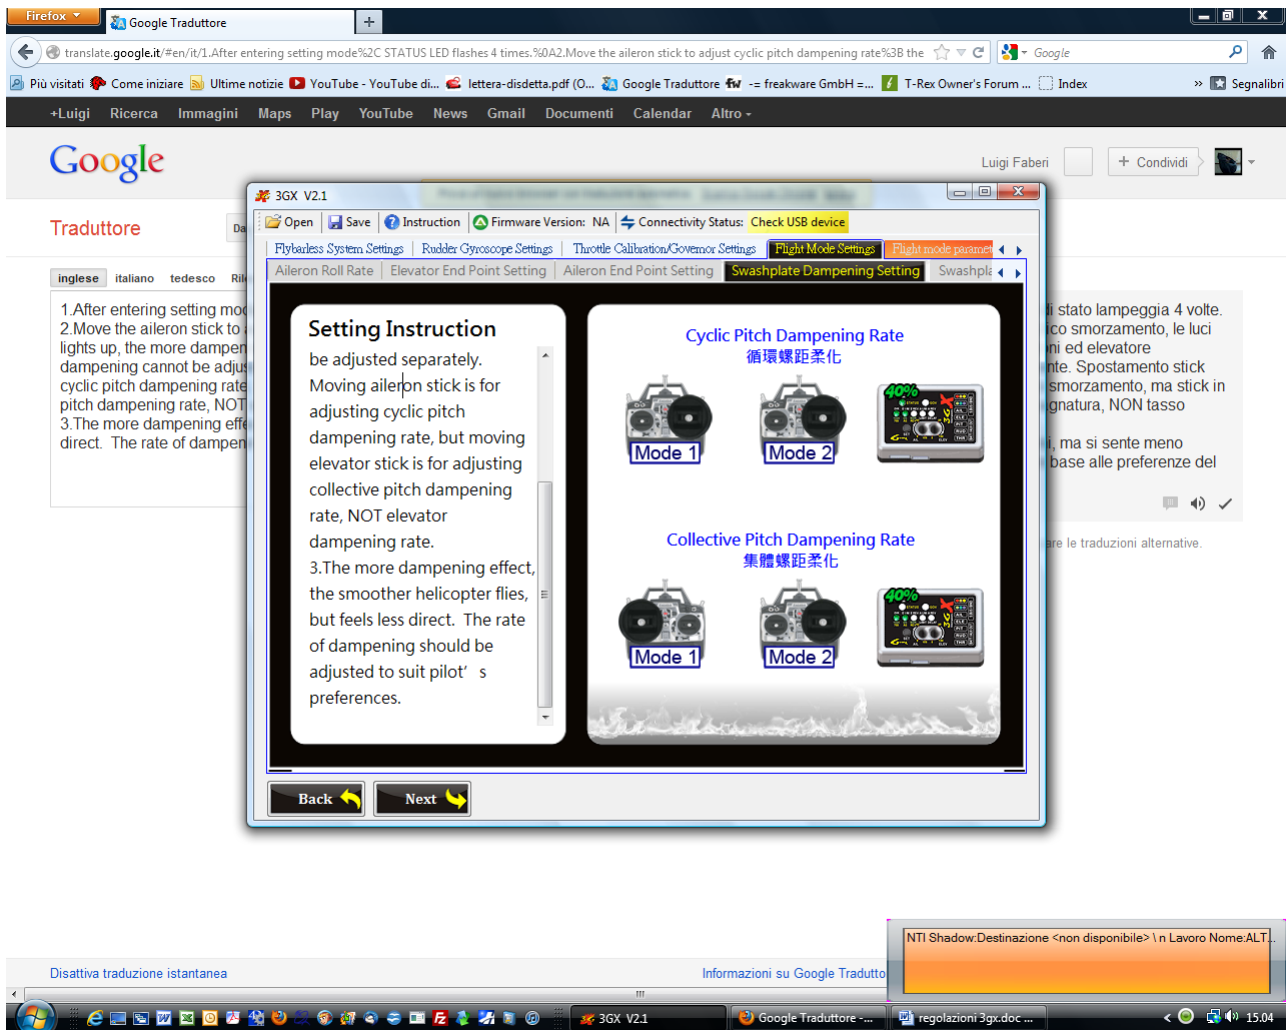 Firefox
Google Traduttore
+
translate.google.it/#en/it/1.After entering setting mode%2C STATUS LED flashes 4 times.%0A2.Move the aileron stick to adjust cyclic pitch dampening rate%3B the
Google
Più visitati Come iniziare Ultime notizie YouTube - YouTube di... lettera-disdetta.pdf (O... Google Traduttore -= freakware GmbH =... T-Rex Owner's Forum ... Index » Segnalibri
+Luigi Ricerca Immagini Maps Play YouTube News Gmail Documenti Calendar Altro
Google
Luigi Faberi
+ Condividi
Traduttore
Da
inglese italiano tedesco Ril
1.After entering setting mod
2.Move the aileron stick to
lights up, the more dampen
dampening cannot be adjus
cyclic pitch dampening rate
pitch dampening rate, NOT
3.The more dampening effe
direct. The rate of dampen
3GX V2.1
Open Save Instruction Firmware Version: NA Connectivity Status: Check USB device
Flybarless System Settings Rudder Gyroscope Settings Throttle Calibration/Governor Settings Flight Mode Settings Flight mode paramet
Aileron Roll Rate Elevator End Point Setting Aileron End Point Setting Swashplate Dampening Setting Swashpla
Setting Instruction
be adjusted separately.
Moving aileron stick is for
adjusting cyclic pitch
dampening rate, but moving
elevator stick is for adjusting
collective pitch dampening
rate, NOT elevator
dampening rate.
3.The more dampening effect,
the smoother helicopter flies,
but feels less direct. The rate
of dampening should be
adjusted to suit pilot’s
preferences.
Cyclic Pitch Dampening Rate
循環螺距柔化
Mode 1
Mode 2
40%
Collective Pitch Dampening Rate
集體螺距柔化
Mode 1
Mode 2
40%
Back
Next
di stato lampeggia 4 volte.
ico smorzamento, le luci
ni ed elevatore
nte. Spostamento stick
smorzamento, ma stick in
gnatura, NON tasso
i, ma si sente meno
base alle preferenze del
are le traduzioni alternative.
NTI Shadow:Destinazione <non disponibile> \ n Lavoro Nome:ALT...
Disattiva traduzione istantanea
Informazioni su Google Tradutto
3GX V2.1
Google Traduttore -...
regolazioni 3gx.doc ...
15.04